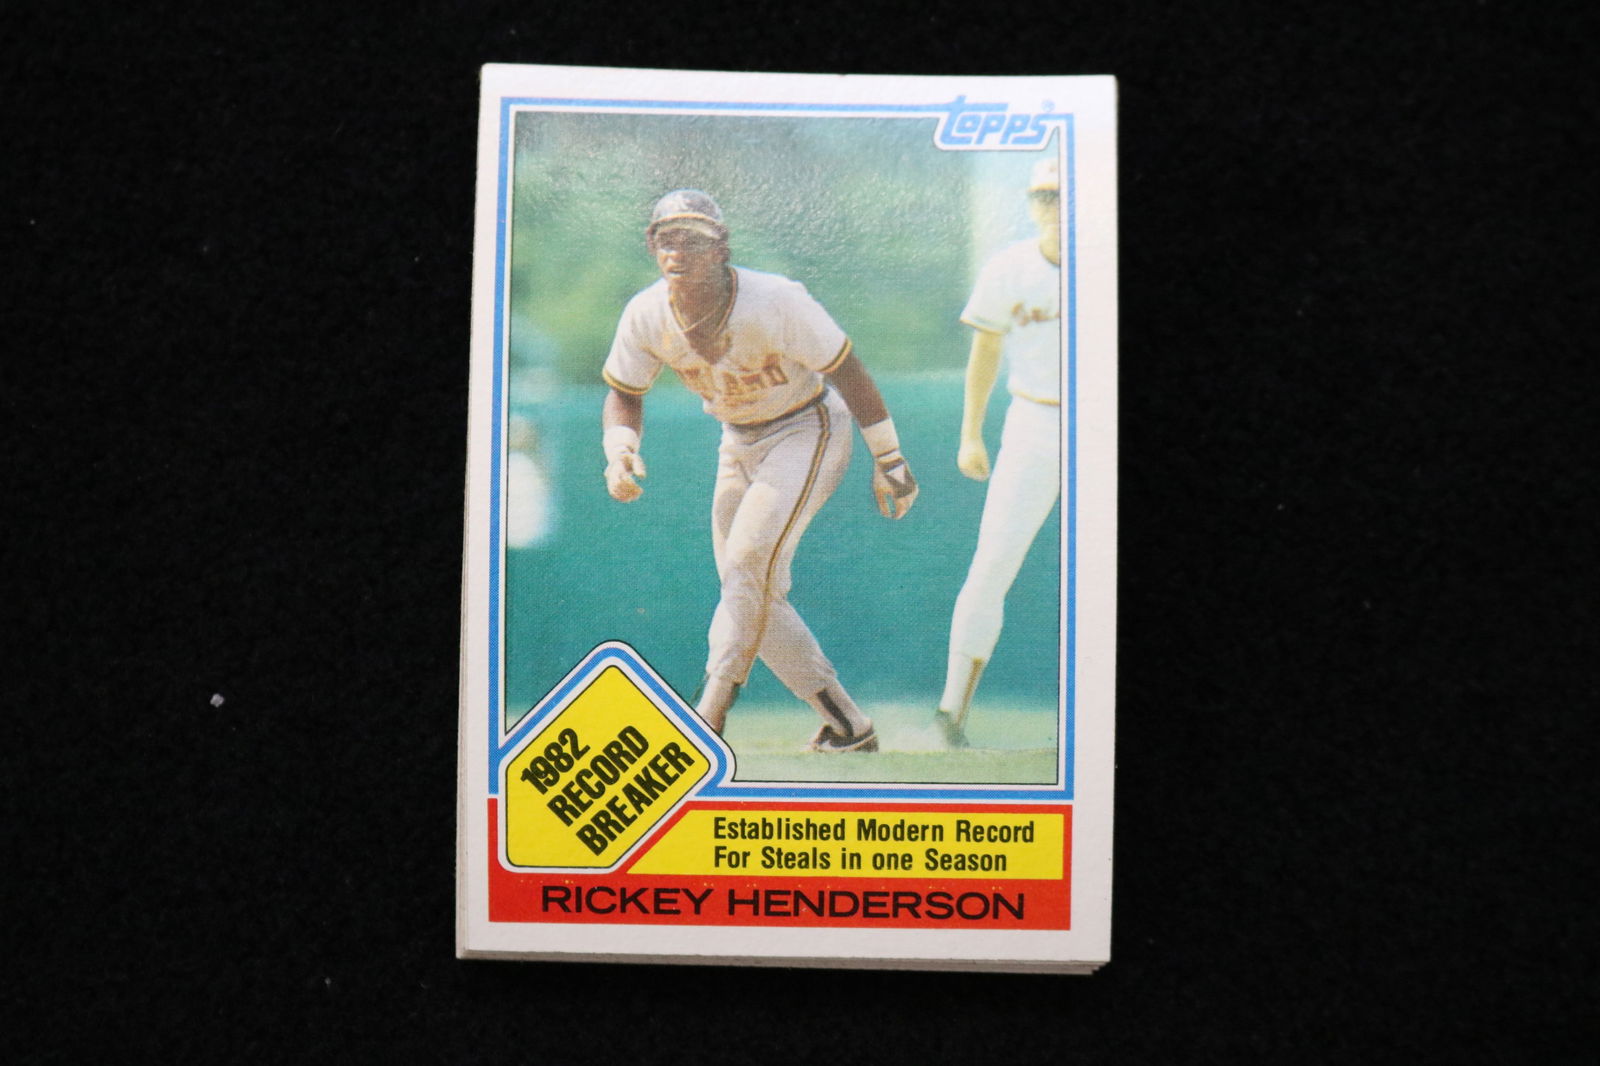 topps®
1982
RECORD
BREAKER
Established Modern Record
For Steals in one Season
RICKEY HENDERSON